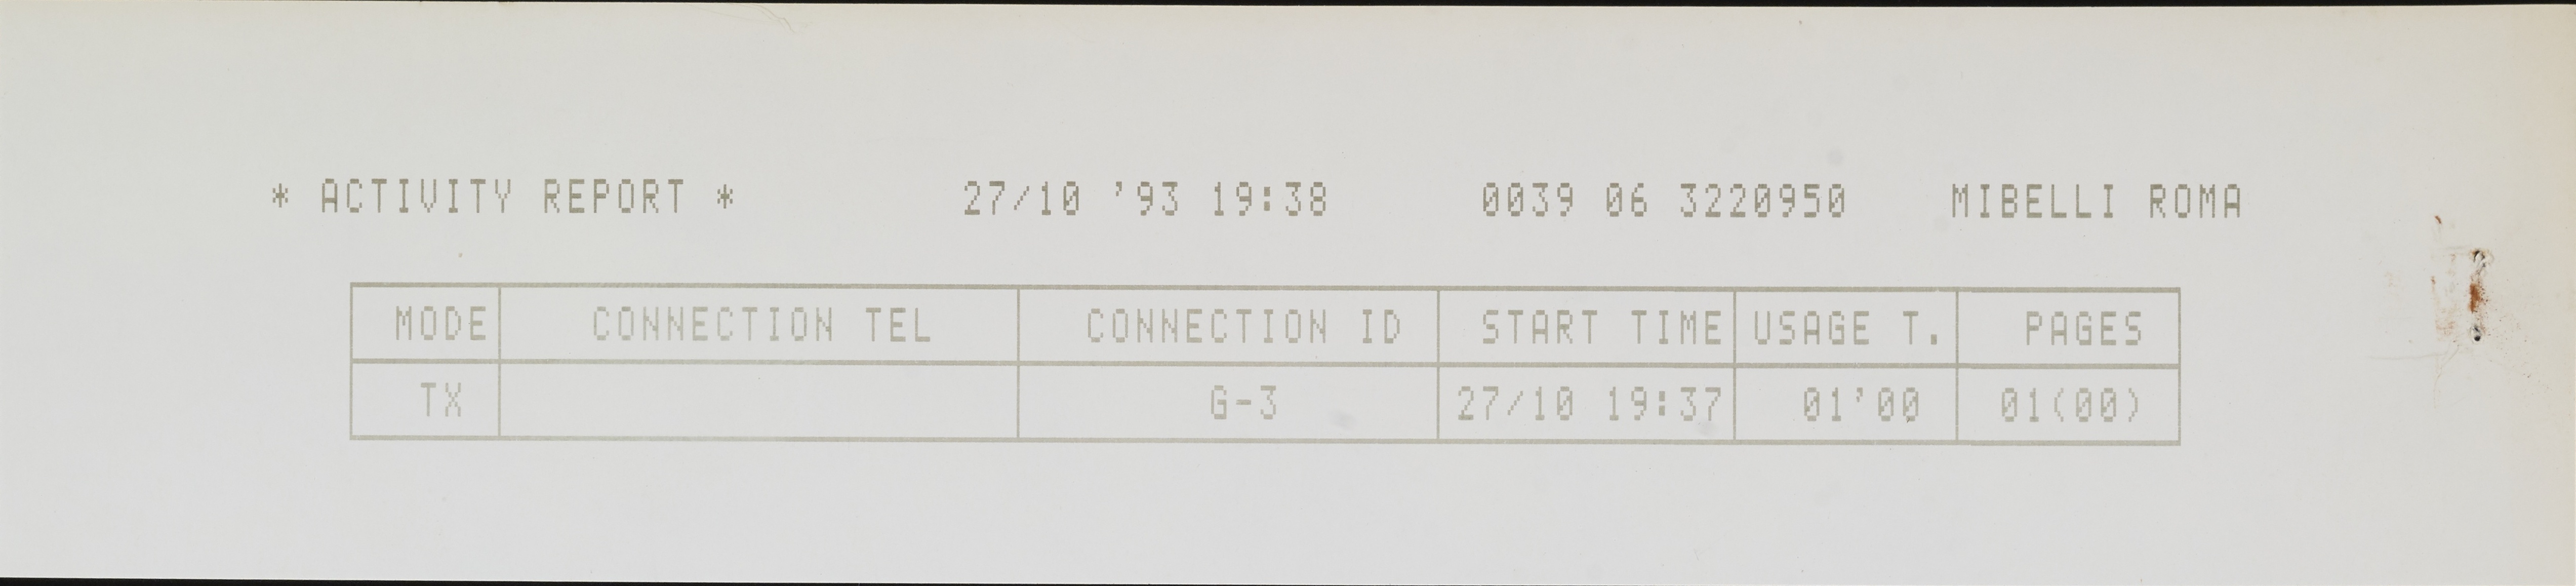 * ACTIVITY REPORT * 27/10 '93 19:38 0039 06 3220950 MIBELLI ROMA
MODE CONNECTION TEL CONNECTION ID START TIME USAGE T. PAGES
TX G-3 27/10 19:37 01'00 01(00)